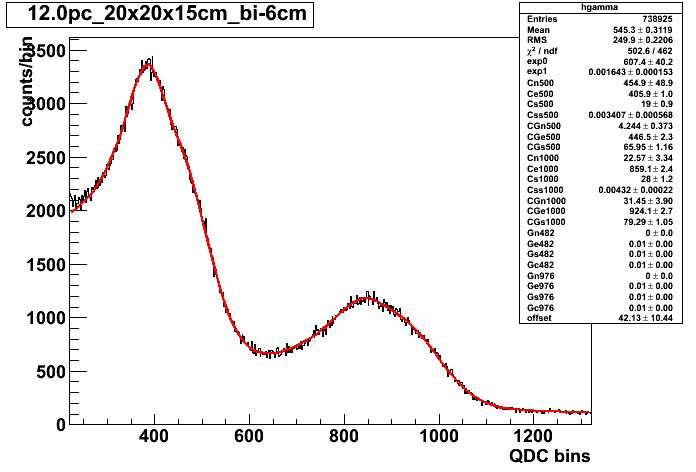 12.0pc_20x20x15cm_bi-6cm
hgamma
Entries 738925
Mean 545.3 ± 0.3119
RMS 249.9 ± 0.2206
χ² / ndf 502.6 / 462
exp0 607.4 ± 40.2
exp1 0.001643 ± 0.000153
Cn500 454.9 ± 48.9
Ce500 405.9 ± 1.0
Cs500 19 ± 0.9
Css500 0.003407 ± 0.000568
CGn500 4.244 ± 0.373
CGe500 446.5 ± 2.3
CGs500 65.95 ± 1.16
Cn1000 22.57 ± 3.34
Ce1000 859.1 ± 2.4
Cs1000 28 ± 1.2
Css1000 0.00432 ± 0.00022
CGn1000 31.45 ± 3.90
CGe1000 924.1 ± 2.7
CGs1000 79.29 ± 1.05
Gn482 0 ± 0.0
Ge482 0.01 ± 0.00
Gs482 0.01 ± 0.00
Gc482 0.01 ± 0.00
Gn976 0 ± 0.0
Ge976 0.01 ± 0.00
Gs976 0.01 ± 0.00
Gc976 0.01 ± 0.00
offset 42.13 ± 10.44
counts/bin
3500
3000
2500
2000
1500
1000
500
0
400 600 800 1000 1200
QDC bins